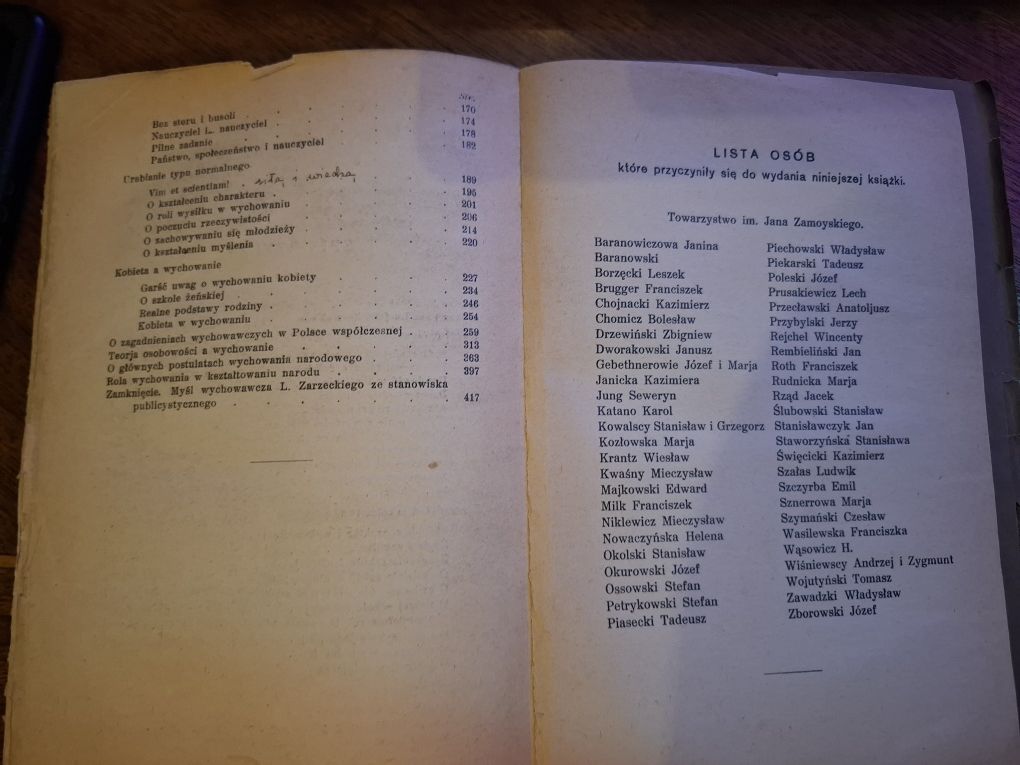 Str.
Bez steru i busoli . . . . . . . 170
Nauczyciel L. nauczyciel . . . . . . 174
Pilne zadanie . . . . . . . 178
Państwo, społeczeństwo i nauczyciel . . . . 182
Urabianie typu normalnego
Vim et scientiam! . siłą i wiedzą 189
O kształceniu charakteru . . . . . . 195
O roli wysiłku w wychowaniu . . . . . 201
O poczuciu rzeczywistości . . . . . 206
O zachowywaniu się młodzieży . . . . . 214
O kształceniu myślenia . . . . . . 220
Kobieta a wychowanie
Garść uwag o wychowaniu kobiety . . . . 227
O szkole żeńskiej . . . . . . 234
Realne podstawy rodziny . . . . . . 246
Kobieta w wychowaniu . . . . . . 254
O zagadnieniach wychowawczych w Polsce współczesnej . . 259
Teorja osobowości a wychowanie . . . . . 313
O głównych postulatach wychowania narodowego . . . 363
Rola wychowania w kształtowaniu narodu . . . . 397
Zamknięcie. Myśl wychowawcza L. Zarzeckiego ze stanowiska
publicystycznego . . . . . . . 417
LISTA OSÓB
które przyczyniły się do wydania niniejszej książki.
Towarzystwo im. Jana Zamoyskiego.
Baranowiczowa Janina
Baranowski
Borzęcki Leszek
Brugger Franciszek
Chojnacki Kazimierz
Chomicz Bolesław
Drzewiński Zbigniew
Dworakowski Janusz
Gebethnerowie Józef i Marja
Janicka Kazimiera
Jung Seweryn
Katano Karol
Kowalscy Stanisław i Grzegorz
Kozłowska Marja
Krantz Wiesław
Kwaśny Mieczysław
Majkowski Edward
Milk Franciszek
Niklewicz Mieczysław
Nowaczyńska Helena
Okolski Stanisław
Okurowski Józef
Ossowski Stefan
Petrykowski Stefan
Piasecki Tadeusz
Piechowski Władysław
Piekarski Tadeusz
Poleski Józef
Prusakiewicz Lech
Przecławski Anatoljusz
Przybylski Jerzy
Rejchel Wincenty
Rembieliński Jan
Roth Franciszek
Rudnicka Marja
Rząd Jacek
Ślubowski Stanisław
Stanisławczyk Jan
Staworzyńska Stanisława
Święcicki Kazimierz
Szałas Ludwik
Szczyrba Emil
Sznerrowa Marja
Szymański Czesław
Wasilewska Franciszka
Wąsowicz H.
Wiśniewscy Andrzej i Zygmunt
Wojutyński Tomasz
Zawadzki Władysław
Zborowski Józef